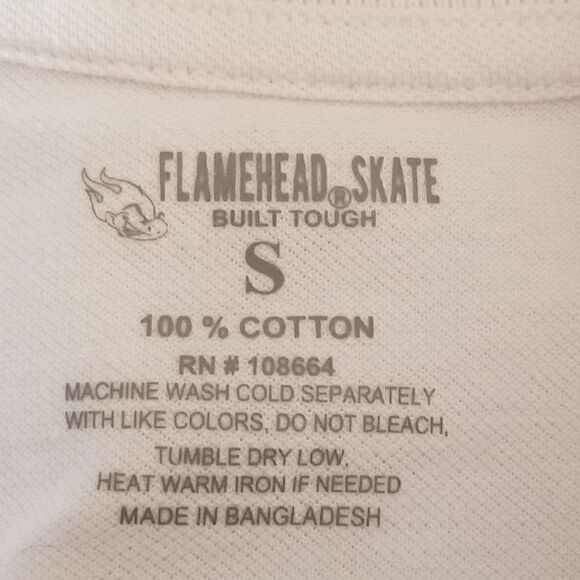 FLAMEHEAD® SKATE
BUILT TOUGH
S
100 % COTTON
RN # 108664
MACHINE WASH COLD SEPARATELY
WITH LIKE COLORS, DO NOT BLEACH,
TUMBLE DRY LOW,
HEAT WARM IRON IF NEEDED
MADE IN BANGLADESH